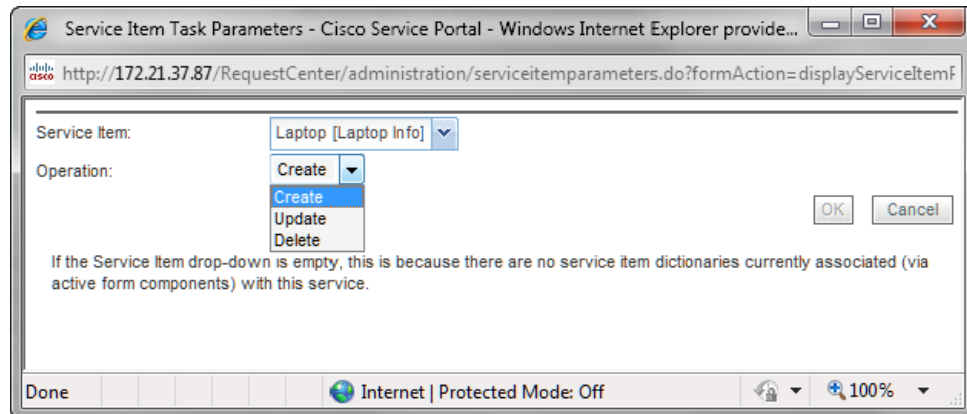 Service Item Task Parameters - Cisco Service Portal - Windows Internet Explorer provide...
cisco http://172.21.37.87/RequestCenter/administration/serviceitemparameters.do?formAction=displayServiceItemP
Service Item: Laptop [Laptop Info]
Operation: Create
Create
Update
Delete
OK Cancel
If the Service Item drop-down is empty, this is because there are no service item dictionaries currently associated (via
active form components) with this service.
Done Internet | Protected Mode: Off 100%